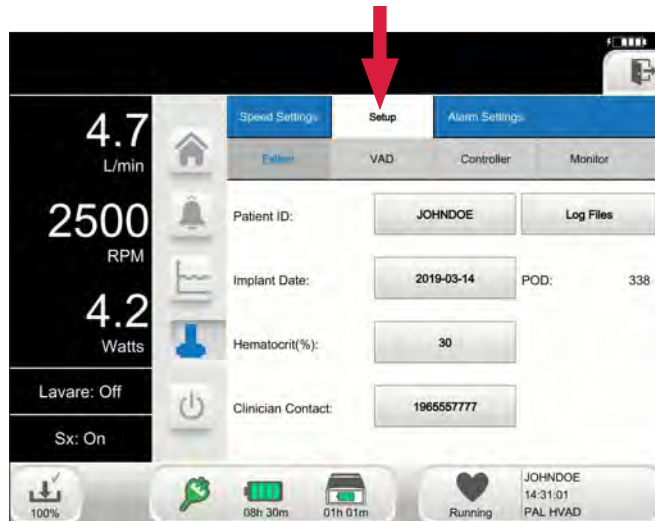 4.7
L/min
2500
RPM
4.2
Watts
Lavare: Off
Sx: On
Speed Settings Setup Alarm Settings
Patient VAD Controller Monitor
Patient ID: JOHNDOE Log Files
Implant Date: 2019-03-14 POD: 338
Hematocrit(%): 30
Clinician Contact: 1965557777
100%
08h 30m 01h 01m
Running
JOHNDOE
14:31:01
PAL HVAD